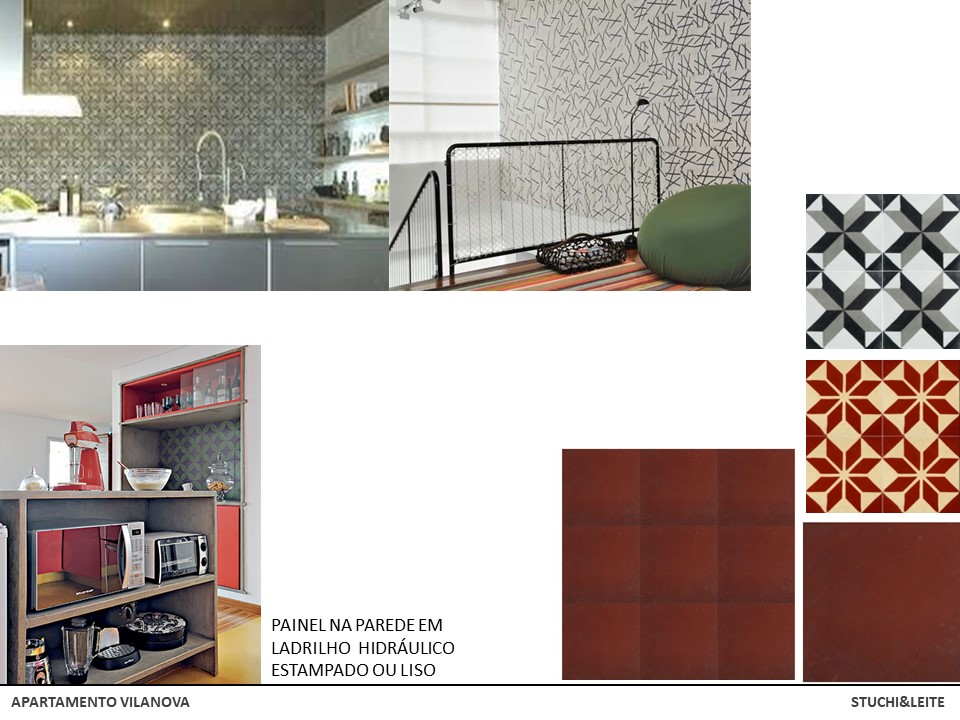 PAINEL NA PAREDE EM
LADRILHO HIDRÁULICO
ESTAMPADO OU LISO
APARTAMENTO VILANOVA
STUCHI&LEITE